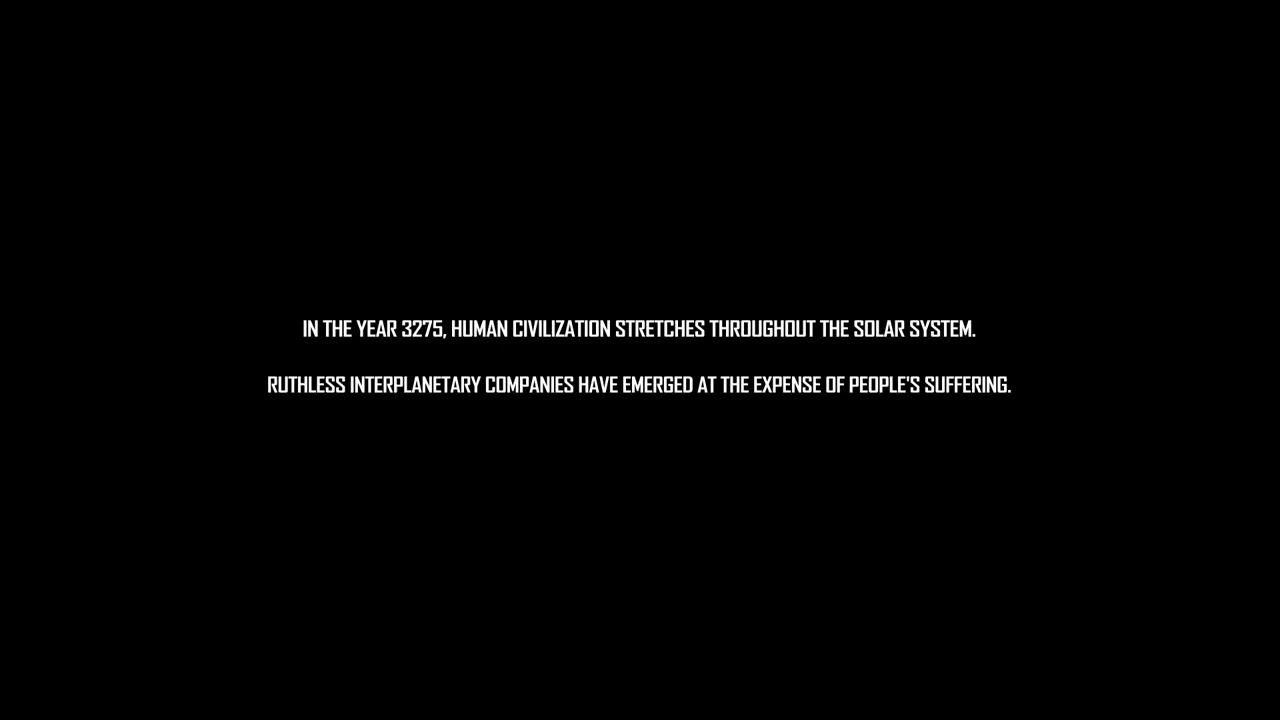 IN THE YEAR 3275, HUMAN CIVILIZATION STRETCHES THROUGHOUT THE SOLAR SYSTEM.
RUTHLESS INTERPLANETARY COMPANIES HAVE EMERGED AT THE EXPENSE OF PEOPLE'S SUFFERING.